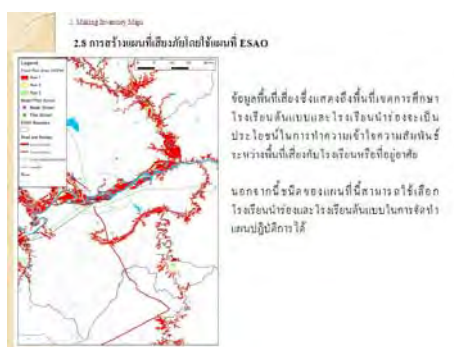 2. Making Inventory Maps
2.8 การสร้างแผนที่เสี่ยงภัยโดยใช้แผนที่ ESAO
Legend
ข้อมูลพื้นที่เสี่ยงซึ่งแสดงถึงพื้นที่เขตการศึกษา
โรงเรียนต้นแบบและโรงเรียนนำร่องจะเป็น
ประโยชน์ในการทำความเข้าใจความสัมพันธ์
ระหว่างพื้นที่เสี่ยงกับโรงเรียนหรือที่อยู่อาศัย
นอกจากนี้ชนิดของแผนที่นี้สามารถใช้เลือก
โรงเรียนนำร่องและโรงเรียนต้นแบบในการจัดทำ
แผนปฏิบัติการได้